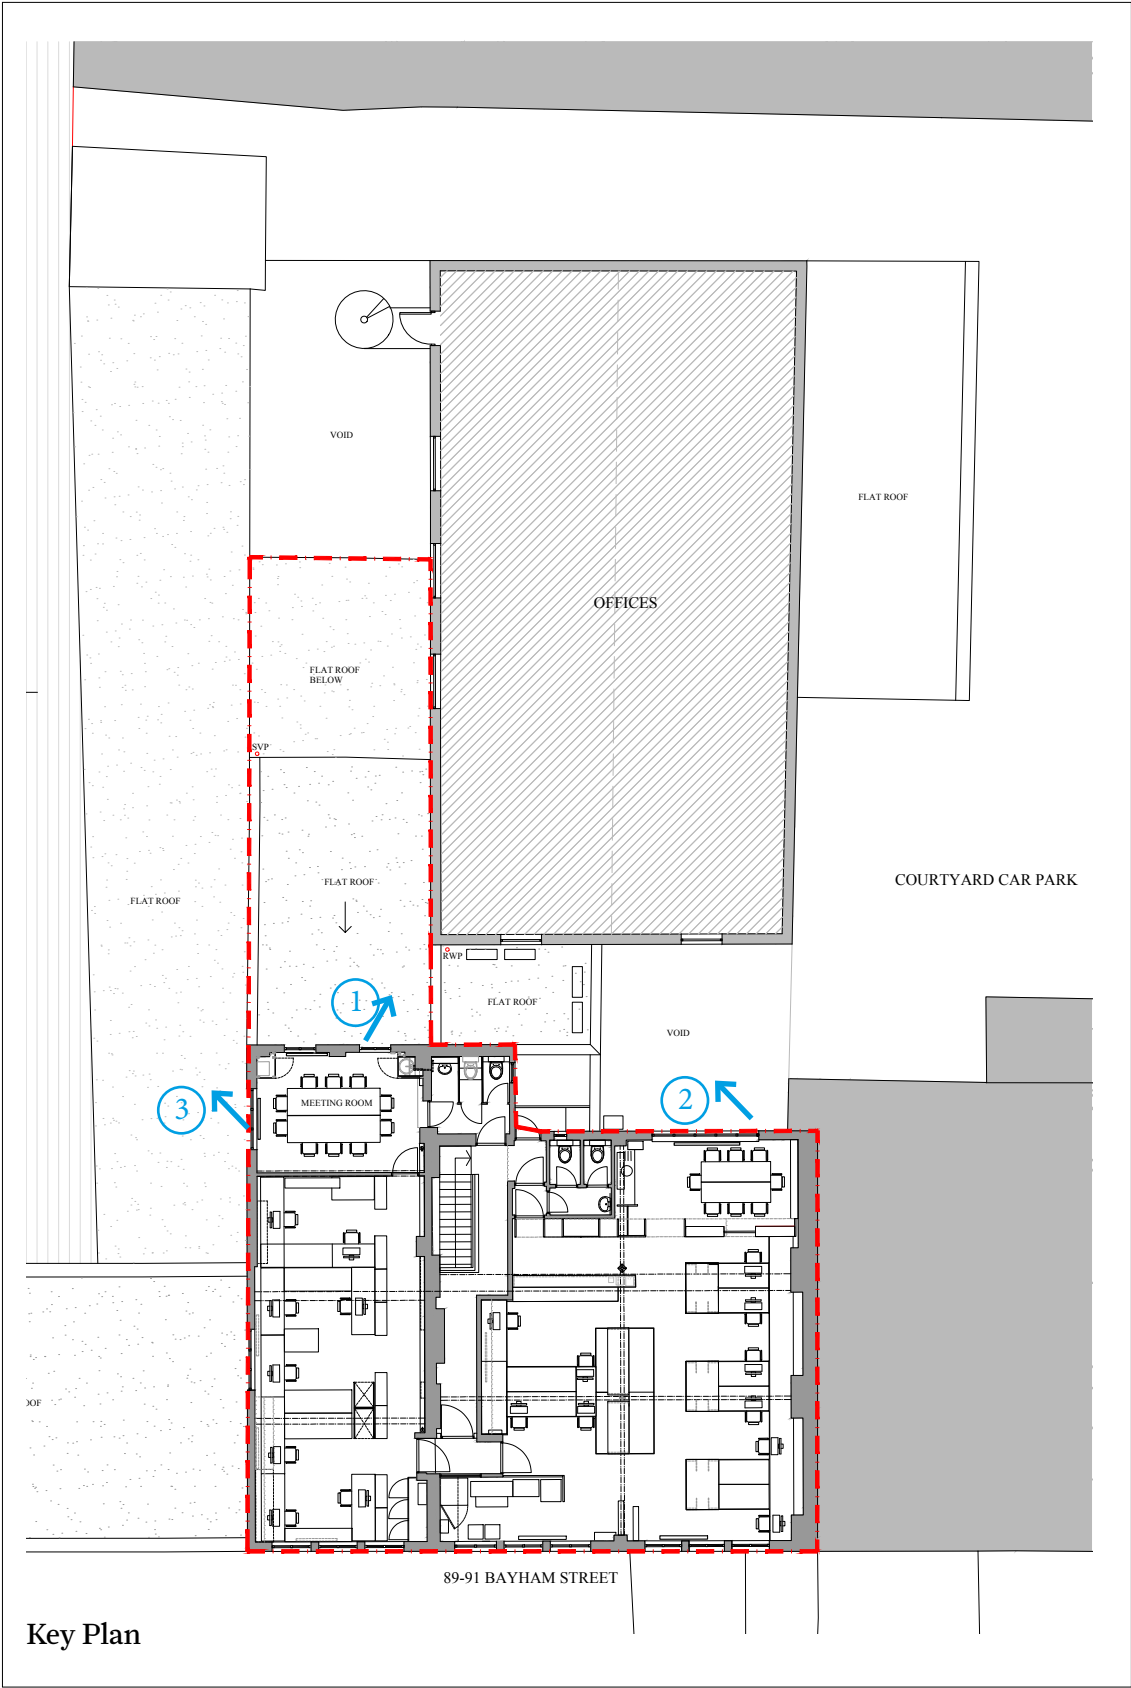 VOID
FLAT ROOF
OFFICES
FLAT ROOF
BELOW
SVP
FLAT ROOF
COURTYARD CAR PARK
FLAT ROOF
RWP
1
FLAT ROOF
VOID
2
3
MEETING ROOM
OOF
89-91 BAYHAM STREET
Key Plan